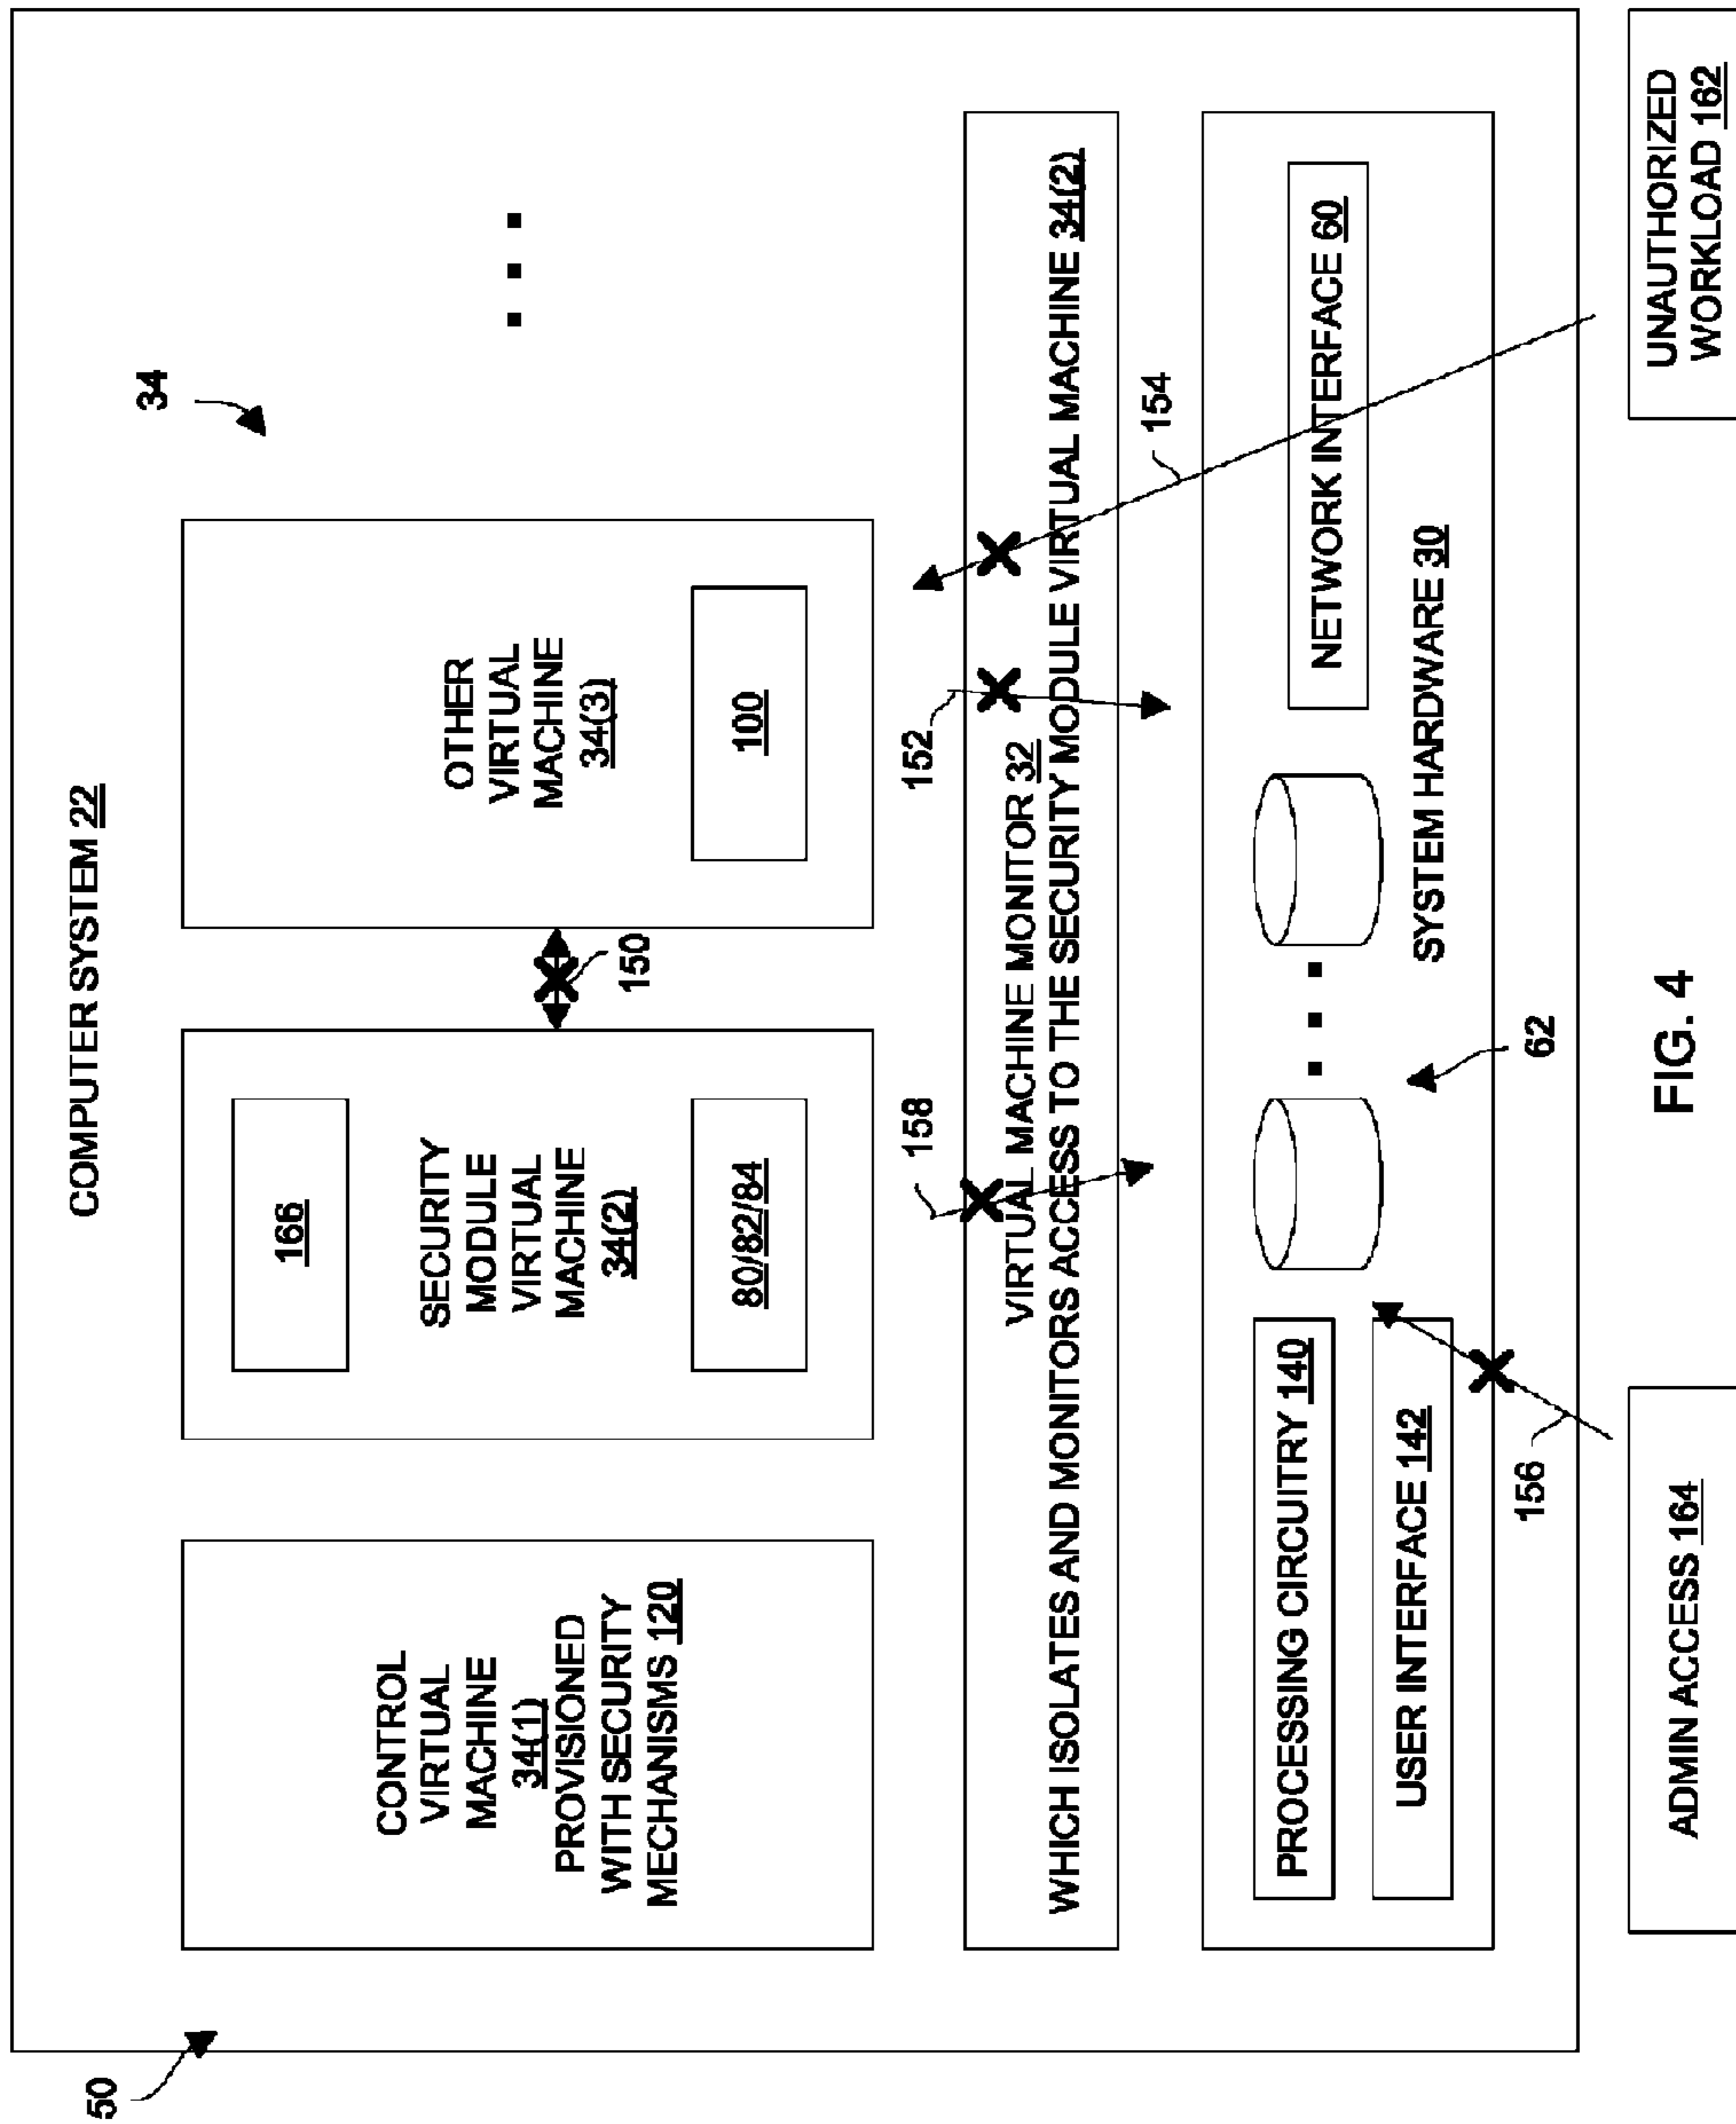 50
COMPUTER SYSTEM 22
34
CONTROL
VIRTUAL
MACHINE
34(1)
PROVISIONED
WITH SECURITY
MECHANISMS 120
166
SECURITY
MODULE
VIRTUAL
MACHINE
34(2)
80/82/84
150
OTHER
VIRTUAL
MACHINE
34(3)
100
158
152
154
VIRTUAL MACHINE MONITOR 32
WHICH ISOLATES AND MONITORS ACCESS TO THE SECURITY MODULE VIRTUAL MACHINE 34(2)
PROCESSING CIRCUITRY 140
USER INTERFACE 142
NETWORK INTERFACE 60
SYSTEM HARDWARE 30
62
156
ADMIN ACCESS 164
UNAUTHORIZED
WORKLOAD 162
FIG. 4